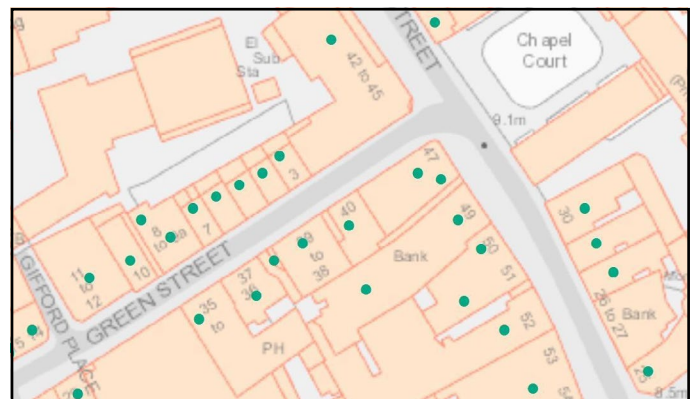 El
Sub
Sta
42 to 45
STREET
Chapel
Court
9.1m
47
3
40
49
50
51
30
8
to 8a
7
39
to
38
Bank
11
to
12
10
GREEN STREET
GIFFORD PLACE
37
36
35
to
PH
26 to 27
Bank
52
53
54
14
25
8.5m